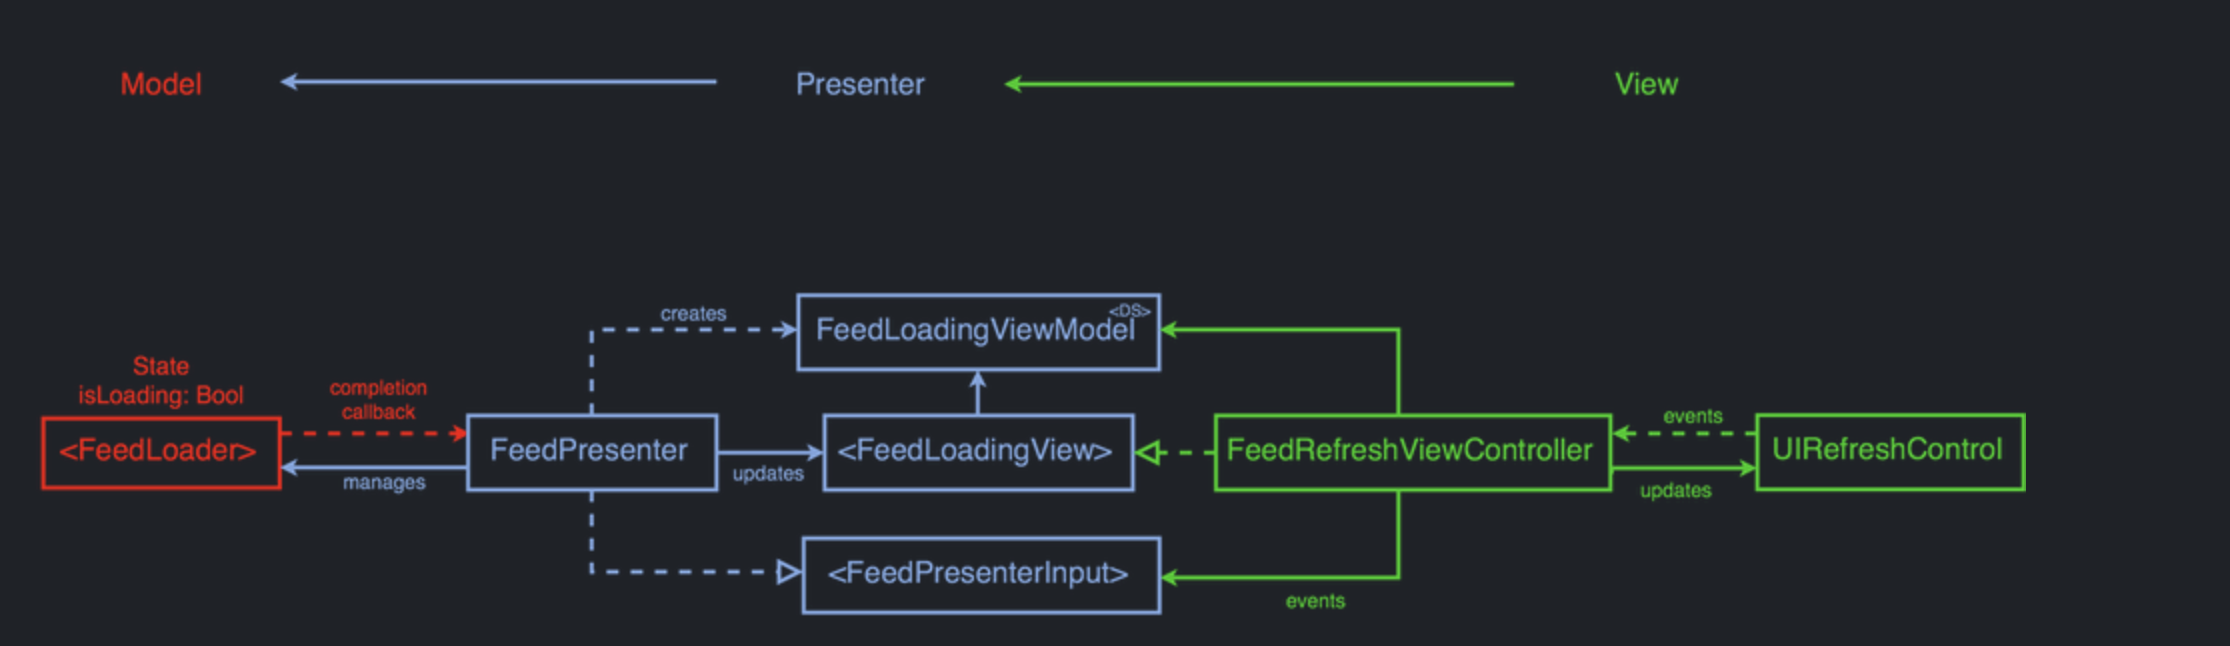 Model
Presenter
View
creates
<DS>
FeedLoadingViewModel
State
isLoading: Bool
completion
callback
<FeedLoader>
manages
FeedPresenter
updates
<FeedLoadingView>
FeedRefreshViewController
events
updates
UIRefreshControl
<FeedPresenterInput>
events